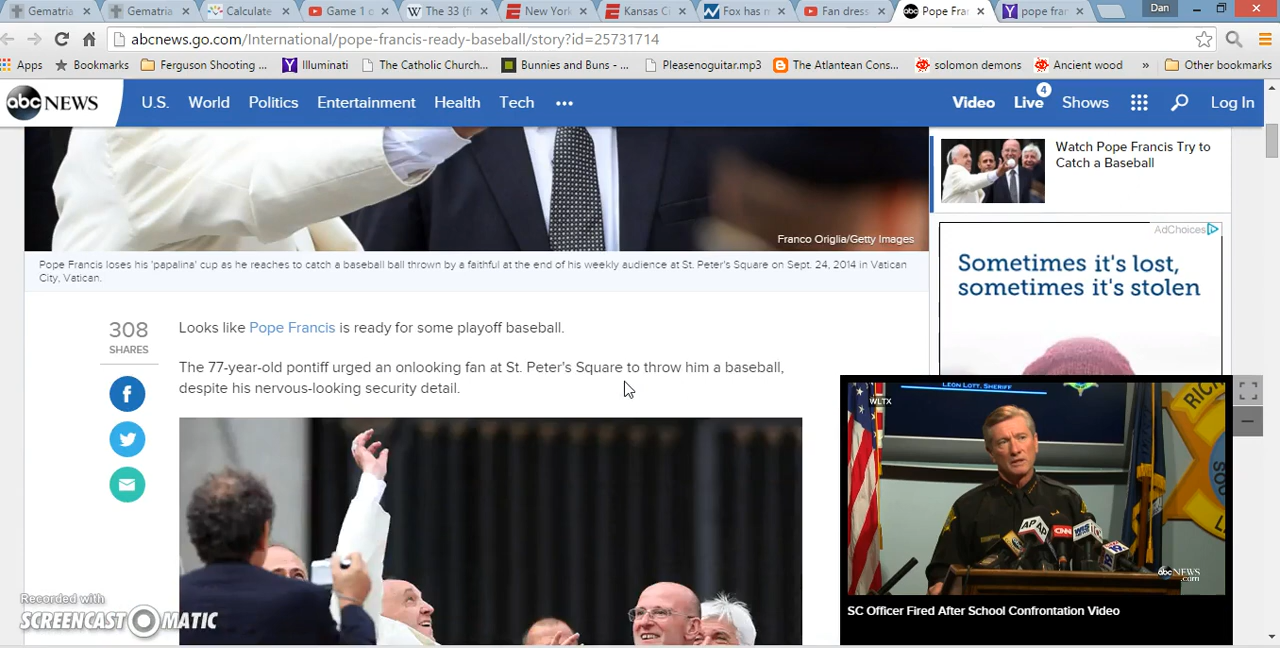 Gematria
Gematria
Calculate
Game 1 o
The 33 (fi
New York
Kansas Ci
Fox has m
Fan dress
Pope Fran
pope fran
Dan
abcnews.go.com/International/pope-francis-ready-baseball/story?id=25731714
Apps
Bookmarks
Ferguson Shooting ...
Illuminati
The Catholic Church...
Bunnies and Buns - ...
Pleasenoguitar.mp3
The Atlantean Cons...
solomon demons
Ancient wood
»
Other bookmarks
abc NEWS
U.S.
World
Politics
Entertainment
Health
Tech
•••
Video
Live
4
Shows
Log In
Franco Origlia/Getty Images
Pope Francis loses his 'papalina' cup as he reaches to catch a baseball ball thrown by a faithful at the end of his weekly audience at St. Peter's Square on Sept. 24, 2014 in Vatican
City, Vatican.
Watch Pope Francis Try to
Catch a Baseball
AdChoices
Sometimes it's lost,
sometimes it's stolen
308
SHARES
Looks like Pope Francis is ready for some playoff baseball.
The 77-year-old pontiff urged an onlooking fan at St. Peter's Square to throw him a baseball,
despite his nervous-looking security detail.
LEON LOTT, SHERIFF
WLTX
AP AP
CNN
abc NEWS
.com
SC Officer Fired After School Confrontation Video
Recorded with
SCREENCAST MATIC